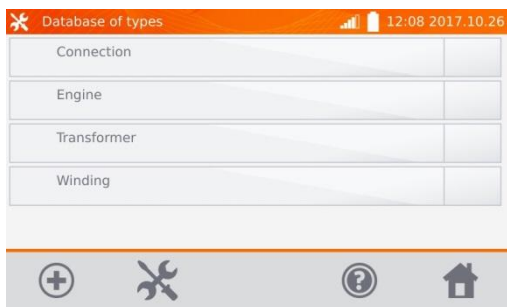 Database of types 12:08 2017.10.26
Connection
Engine
Transformer
Winding